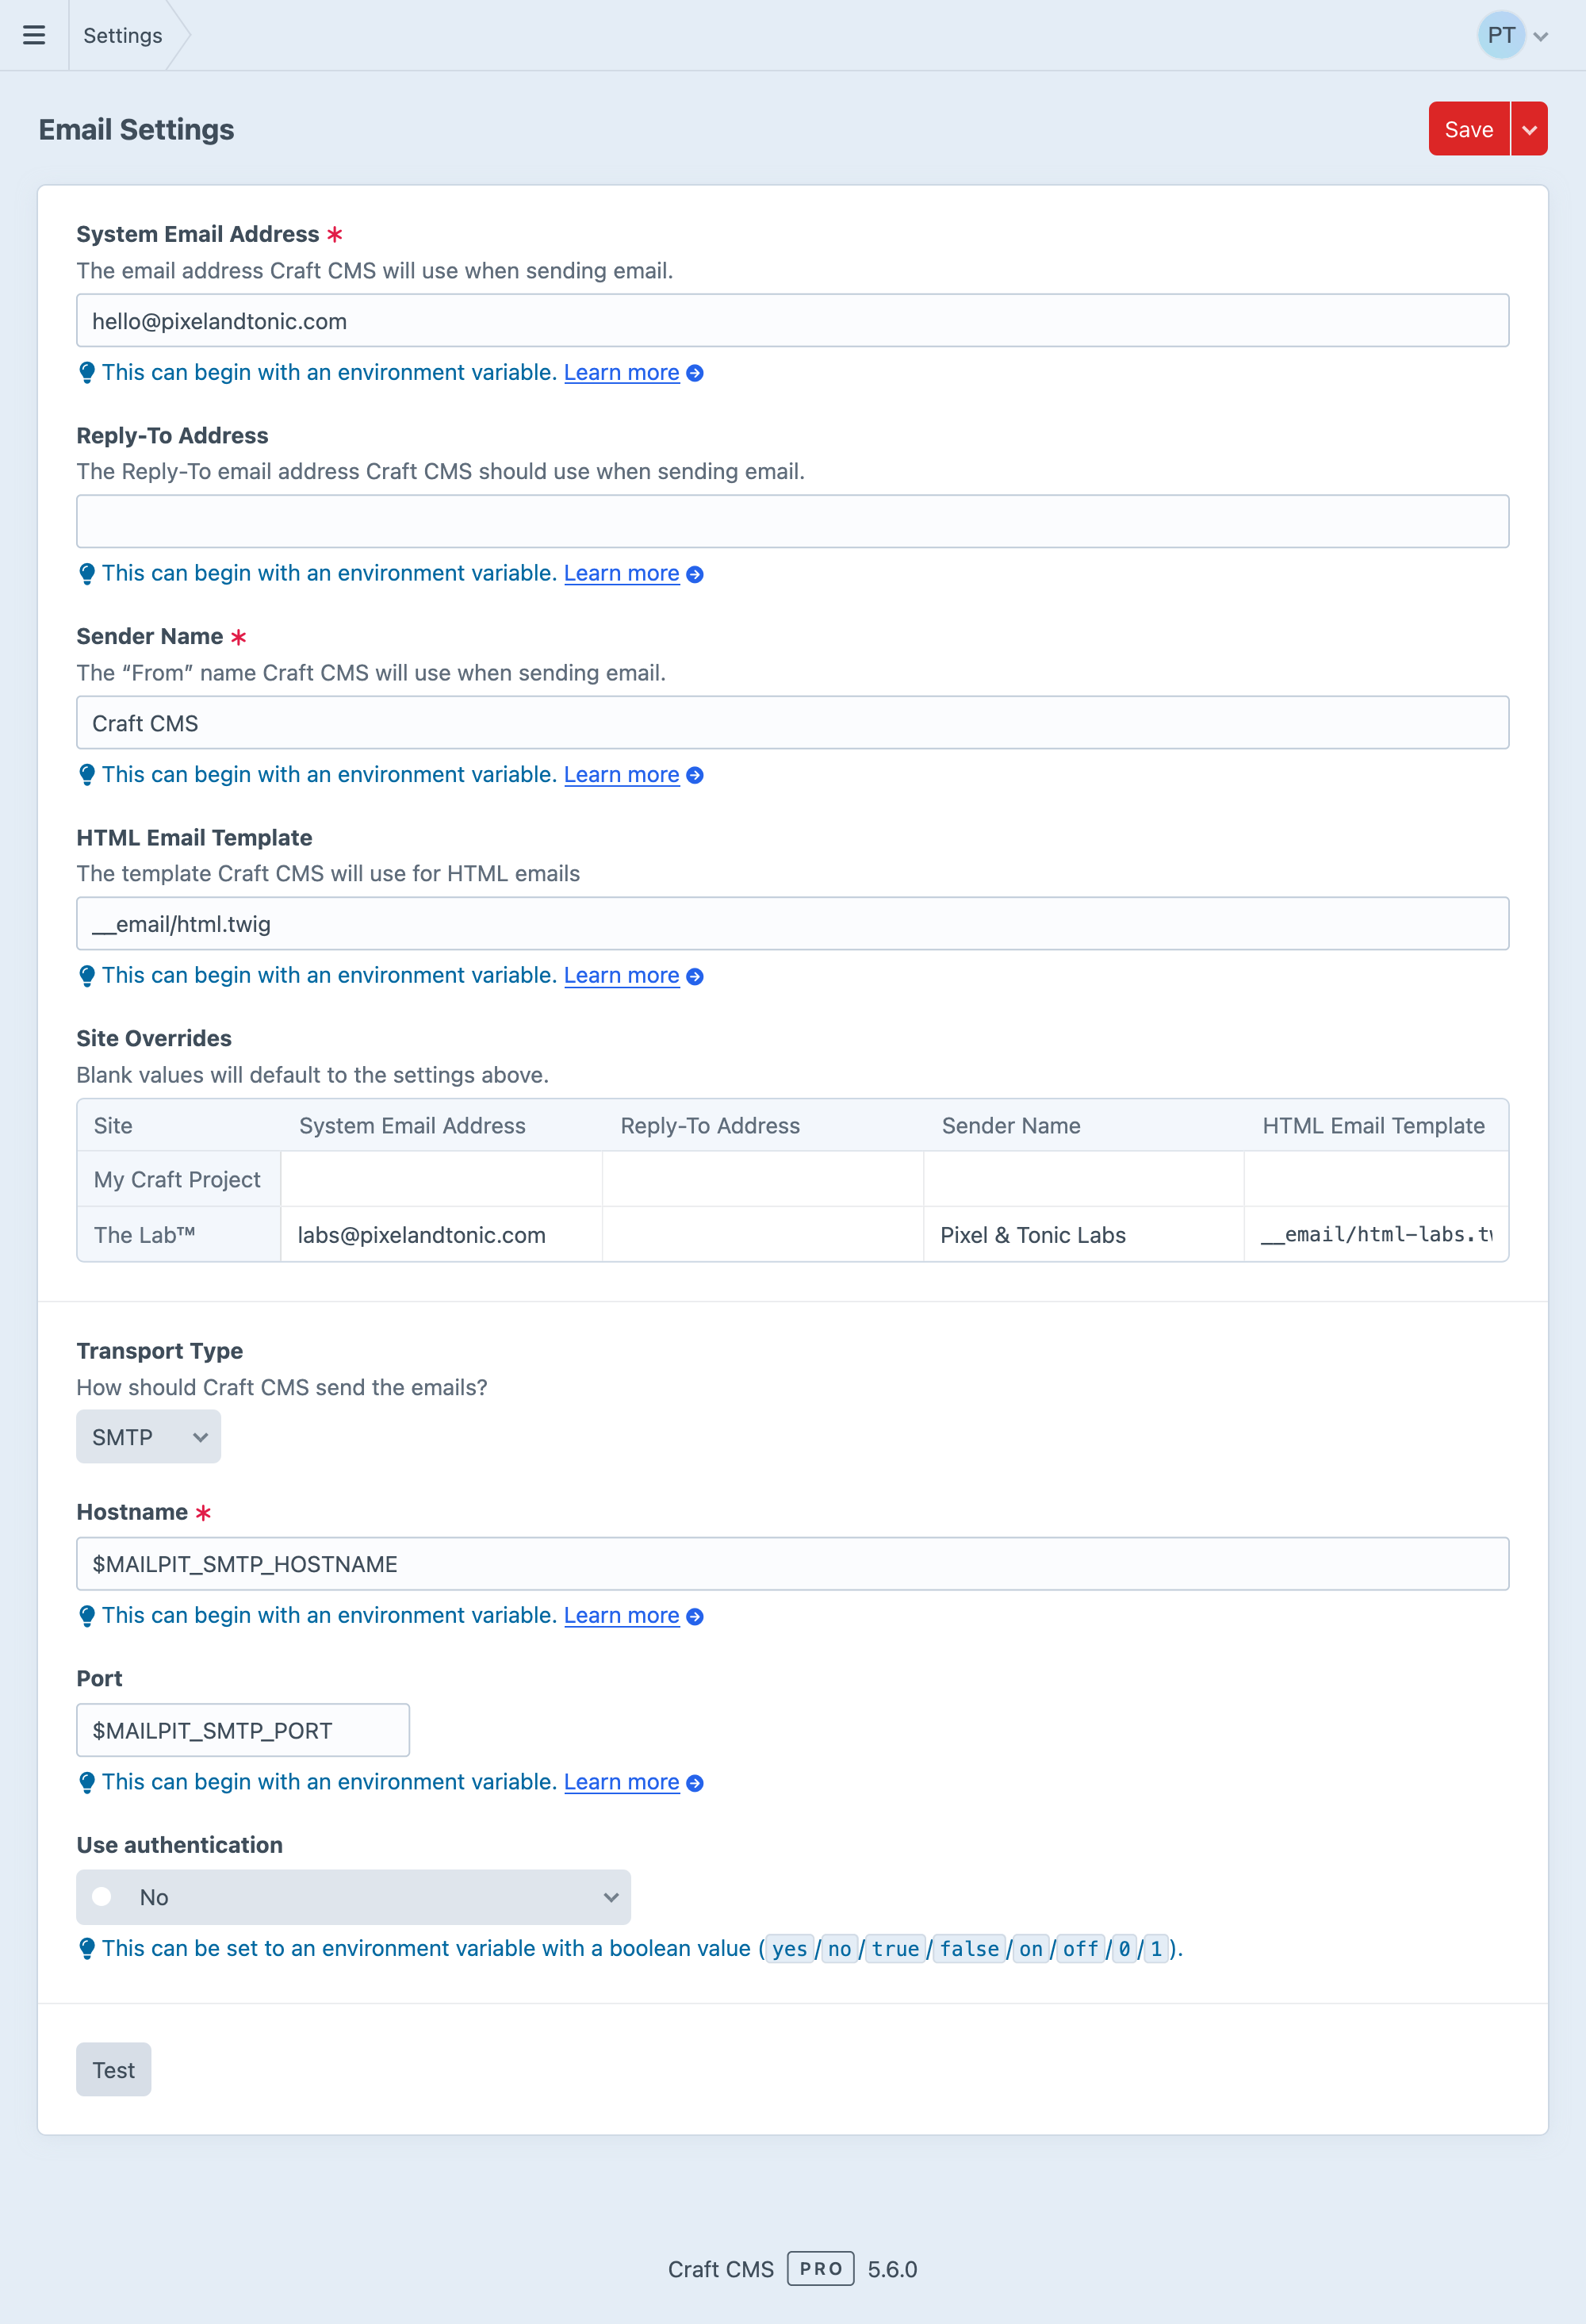 Settings
PT
Email Settings
Save
System Email Address *
The email address Craft CMS will use when sending email.
hello@pixelandtonic.com
This can begin with an environment variable. Learn more
Reply-To Address
The Reply-To email address Craft CMS should use when sending email.
This can begin with an environment variable. Learn more
Sender Name *
The “From” name Craft CMS will use when sending email.
Craft CMS
This can begin with an environment variable. Learn more
HTML Email Template
The template Craft CMS will use for HTML emails
__email/html.twig
This can begin with an environment variable. Learn more
Site Overrides
Blank values will default to the settings above.
Site System Email Address Reply-To Address Sender Name HTML Email Template
My Craft Project
The Lab™ labs@pixelandtonic.com Pixel & Tonic Labs __email/html-labs.tw
Transport Type
How should Craft CMS send the emails?
SMTP
Hostname *
$MAILPIT_SMTP_HOSTNAME
This can begin with an environment variable. Learn more
Port
$MAILPIT_SMTP_PORT
This can begin with an environment variable. Learn more
Use authentication
No
This can be set to an environment variable with a boolean value (yes/no/true/false/on/off/0/1).
Test
Craft CMS PRO 5.6.0